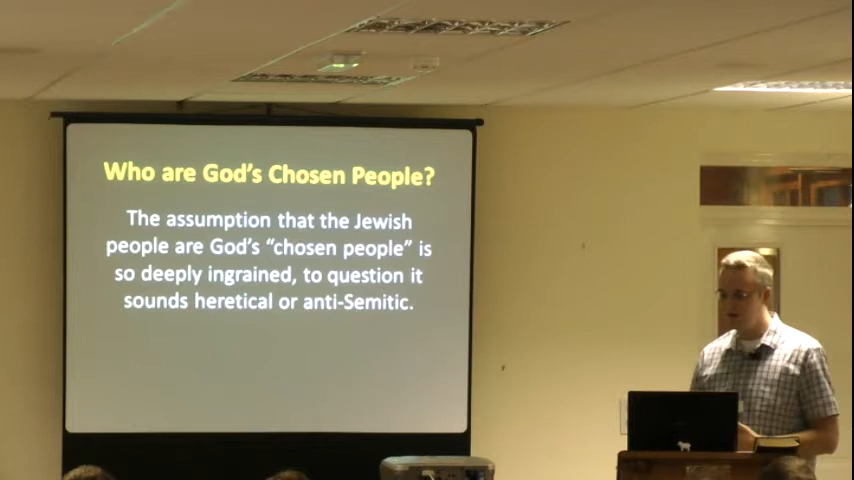 Who are God's Chosen People?
The assumption that the Jewish
people are God's “chosen people” is
so deeply ingrained, to question it
sounds heretical or anti-Semitic.